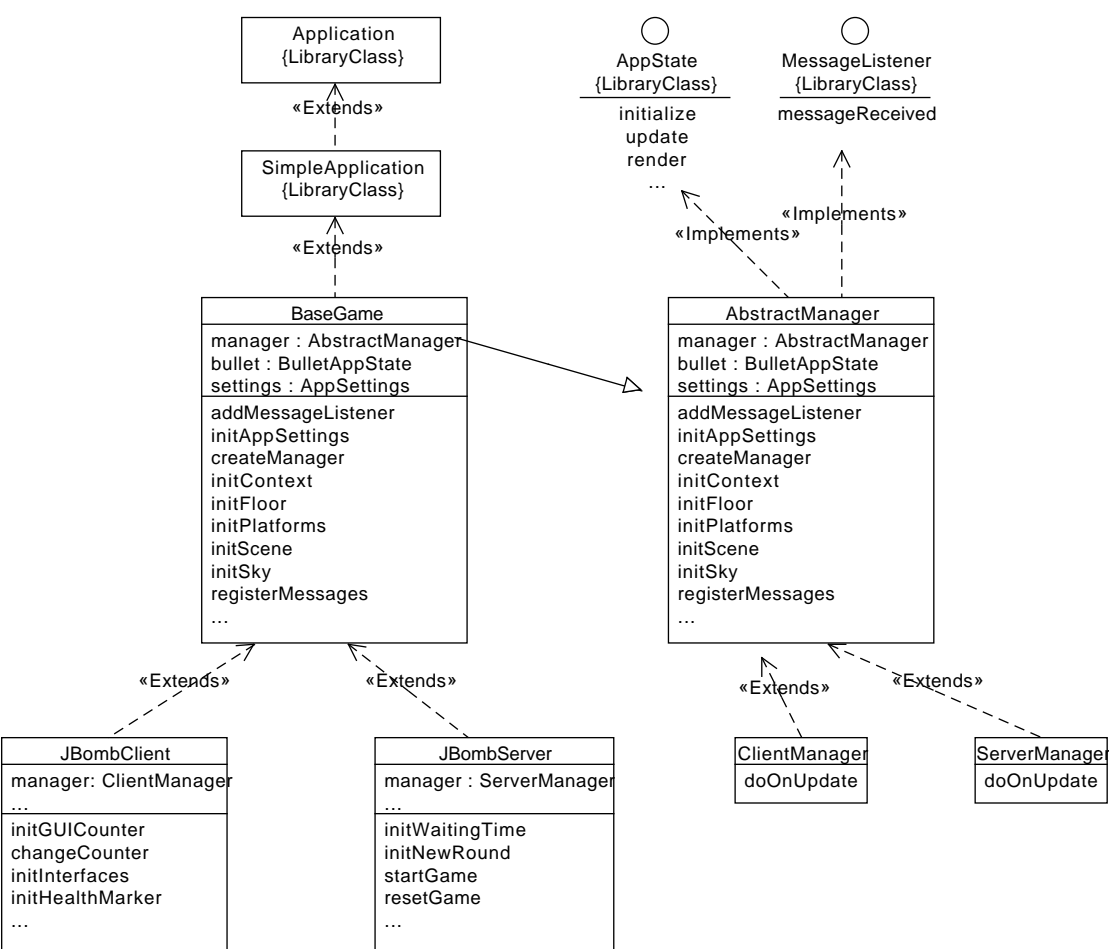 Application
{LibraryClass}
«Extends»
SimpleApplication
{LibraryClass}
«Extends»
AppState
{LibraryClass}
initialize
update
render
...
MessageListener
{LibraryClass}
messageReceived
«Implements»
«Implements»
BaseGame
manager : AbstractManager
bullet : BulletAppState
settings : AppSettings
addMessageListener
initAppSettings
createManager
initContext
initFloor
initPlatforms
initScene
initSky
registerMessages
...
AbstractManager
manager : AbstractManager
bullet : BulletAppState
settings : AppSettings
addMessageListener
initAppSettings
createManager
initContext
initFloor
initPlatforms
initScene
initSky
registerMessages
...
«Extends»
«Extends»
«Extends»
«Extends»
JBombClient
manager: ClientManager
...
initGUICounter
changeCounter
initInterfaces
initHealthMarker
...
JBombServer
manager : ServerManager
...
initWaitingTime
initNewRound
startGame
resetGame
...
ClientManager
doOnUpdate
ServerManager
doOnUpdate